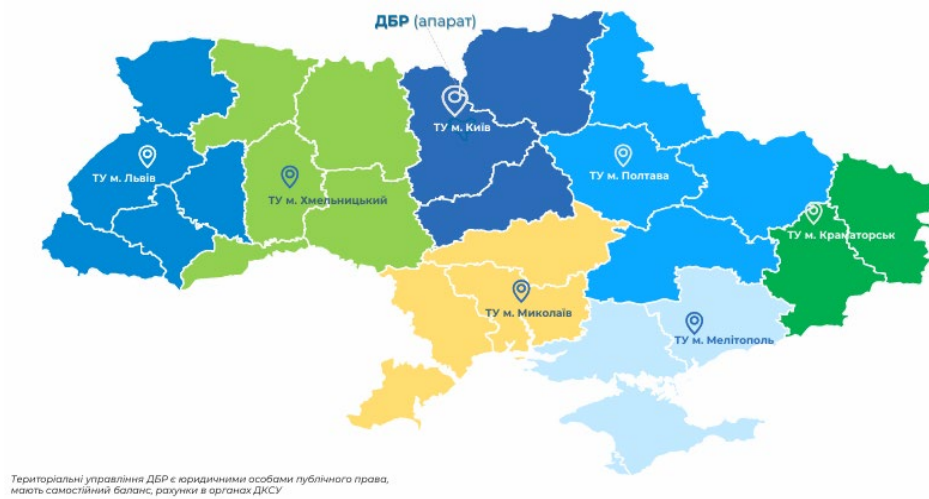 ДБР (апарат)
ТУ м. Київ
ТУ м. Львів
ТУ м. Полтава
ТУ м. Хмельницький
ТУ м. Краматорськ
ТУ м. Миколаїв
ТУ м. Мелітополь
Територіальні управління ДБР є юридичними особами публічного права,
мають самостійний баланс, рахунки в органах ДКСУ